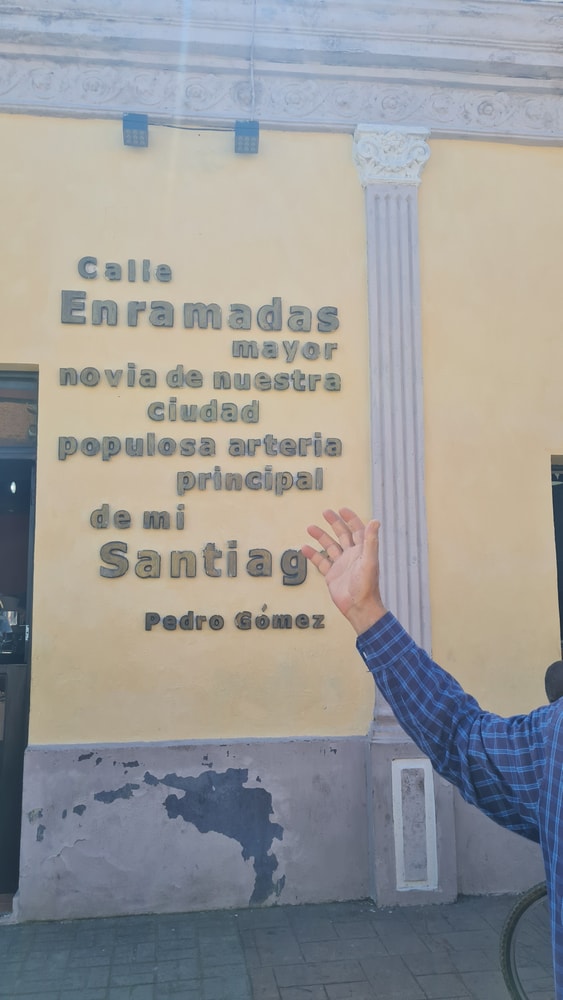 Calle
Enramadas
mayor
novia de nuestra
ciudad
populosa arteria
principal
de mi
Santiag
Pedro Gómez